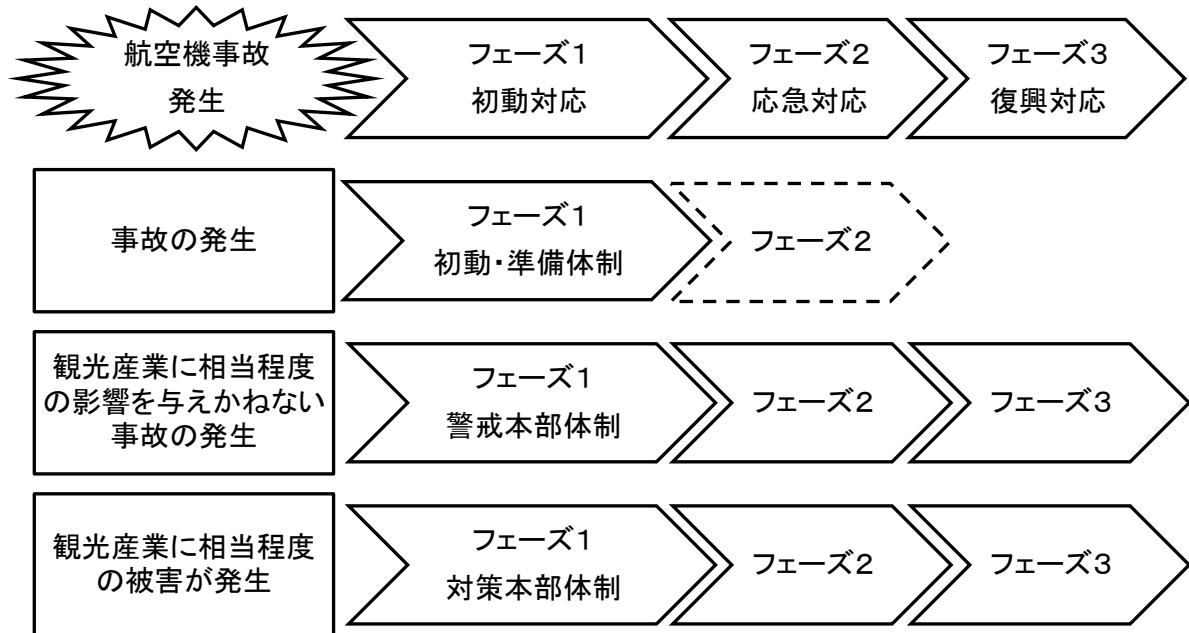 航空機事故
発生
フェーズ1
初動対応
フェーズ2
応急対応
フェーズ3
復興対応
事故の発生
フェーズ1
初動・準備体制
フェーズ2
観光産業に相当程度
の影響を与えかねない
事故の発生
フェーズ1
警戒本部体制
フェーズ2
フェーズ3
観光産業に相当程度
の被害が発生
フェーズ1
対策本部体制
フェーズ2
フェーズ3